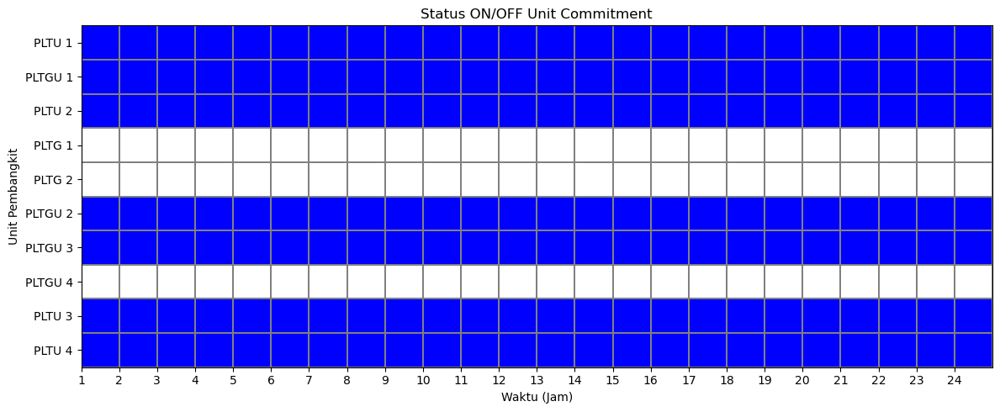 Status ON/OFF Unit Commitment
Unit Pembangkit
PLTU 1
PLTGU 1
PLTU 2
PLTG 1
PLTG 2
PLTGU 2
PLTGU 3
PLTGU 4
PLTU 3
PLTU 4
1 2 3 4 5 6 7 8 9 10 11 12 13 14 15 16 17 18 19 20 21 22 23 24
Waktu (Jam)